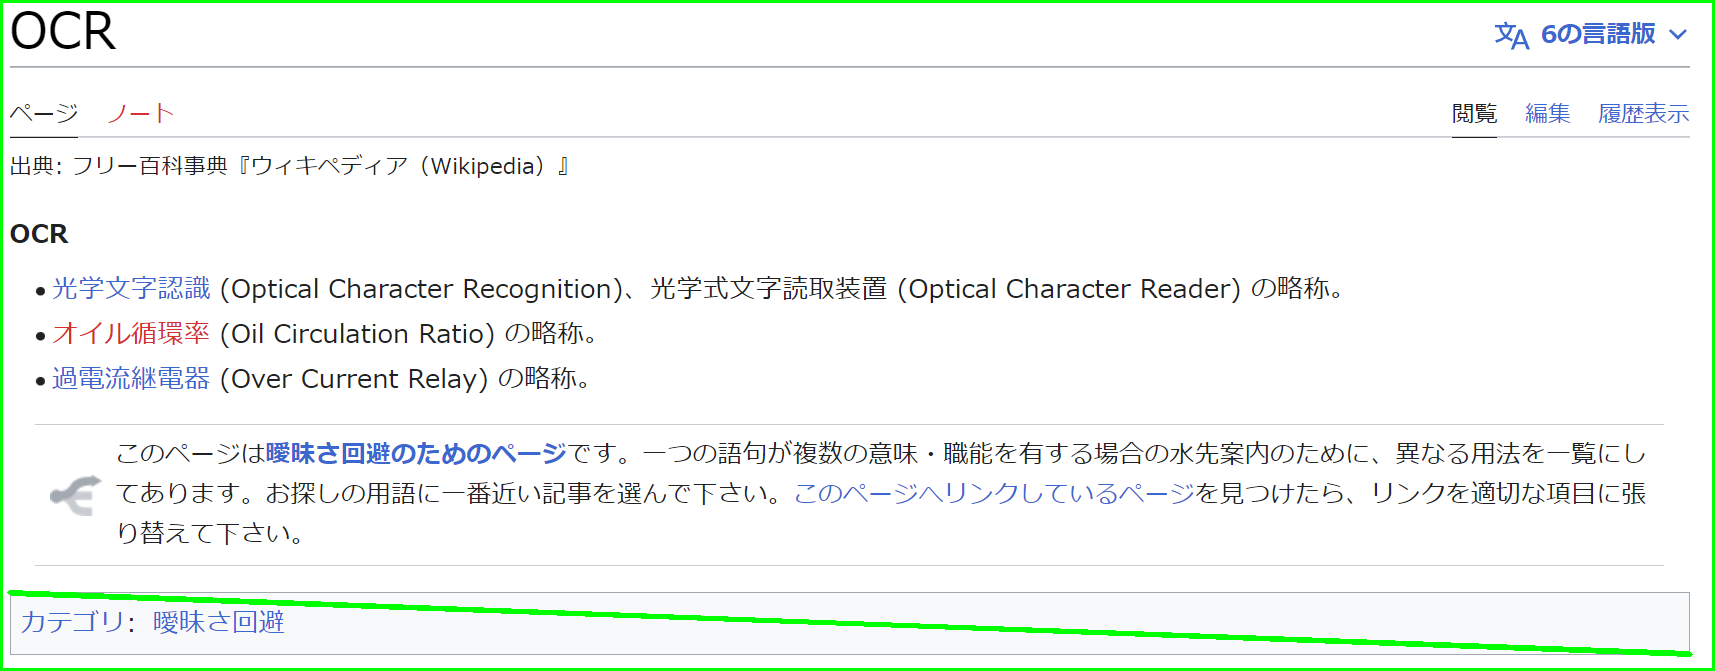 OCR
6の言語版
ページ ノート 閲覧 編集 履歴表示
出典: フリー百科事典『ウィキペディア（Wikipedia）』
OCR
• 光学文字認識 (Optical Character Recognition)、光学式文字読取装置 (Optical Character Reader) の略称。
• オイル循環率 (Oil Circulation Ratio) の略称。
• 過電流継電器 (Over Current Relay) の略称。
このページは曖昧さ回避のためのページです。一つの語句が複数の意味・職能を有する場合の水先案内のために、異なる用法を一覧にし
てあります。お探しの用語に一番近い記事を選んで下さい。このページへリンクしているページを見つけたら、リンクを適切な項目に張
り替えて下さい。
カテゴリ: 曖昧さ回避